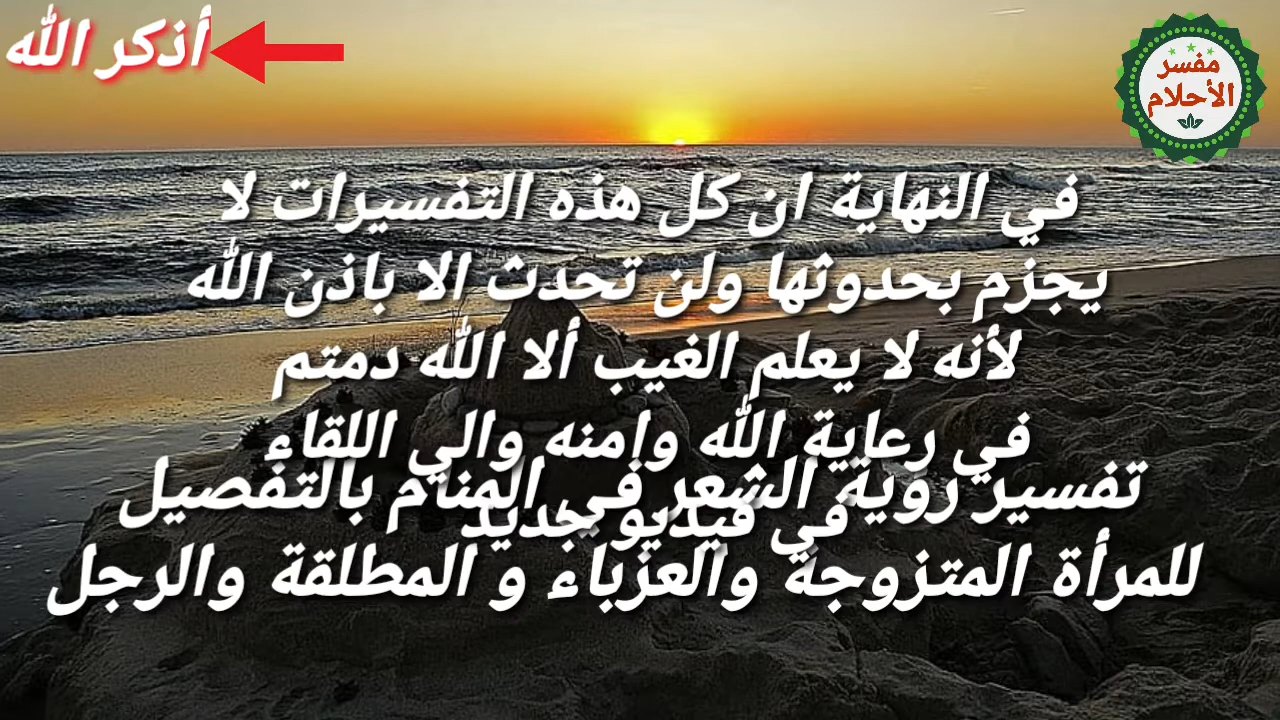 أذكر الله
مفسر
الأحلام
في النهاية ان كل هذه التفسيرات لا
يجزم بحدوثها ولن تحدث الا باذن الله
لأنه لا يعلم الغيب ألا الله دمتم
في رعاية الله وامنه والي اللقاء
تفسير روية الشعر في المنام بالتفصيل
في فيديو جديد
للمرأة المتزوجة والعزباء و المطلقة والرجل